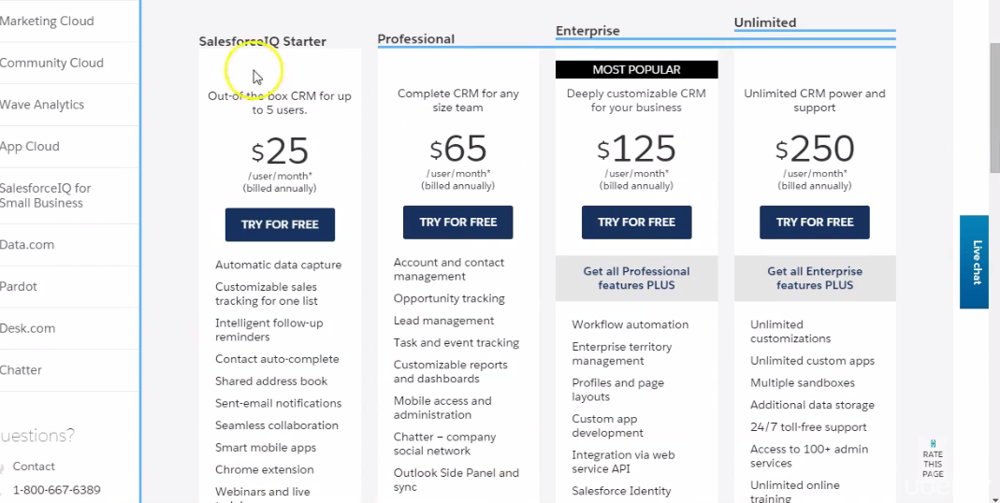 Marketing Cloud
Community Cloud
Wave Analytics
App Cloud
SalesforceIQ for
Small Business
Data.com
Pardot
Desk.com
Chatter
uestions?
Contact
1-800-667-6389
SalesforceIQ Starter
Out-of the box CRM for up
to 5 users.
$25
/user/month*
(billed annually)
TRY FOR FREE
Automatic data capture
Customizable sales
tracking for one list
Intelligent follow-up
reminders
Contact auto-complete
Shared address book
Sent-email notifications
Seamless collaboration
Smart mobile apps
Chrome extension
Webinars and live
Professional
Complete CRM for any
size team
$65
/user/month*
(billed annually)
TRY FOR FREE
Account and contact
management
Opportunity tracking
Lead management
Task and event tracking
Customizable reports
and dashboards
Mobile access and
administration
Chatter – company
social network
Outlook Side Panel and
sync
Enterprise
MOST POPULAR
Deeply customizable CRM
for your business
$125
/user/month*
(billed annually)
TRY FOR FREE
Get all Professional
features PLUS
Workflow automation
Enterprise territory
management
Profiles and page
layouts
Custom app
development
Integration via web
service API
Salesforce Identity
Unlimited
Unlimited CRM power and
support
$250
/user/month*
(billed annually)
TRY FOR FREE
Get all Enterprise
features PLUS
Unlimited
customizations
Unlimited custom apps
Multiple sandboxes
Additional data storage
24/7 toll-free support
Access to 100+ admin
services
Unlimited online
training
Live chat
RATE
THIS
PAGE